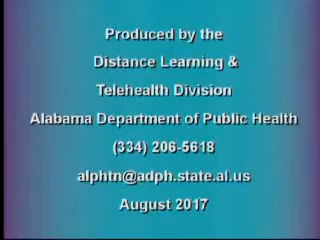 Produced by the
Distance Learning &
Telehealth Division
Alabama Department of Public Health
(334) 206-5618
alphtn@adph.state.al.us
August 2017